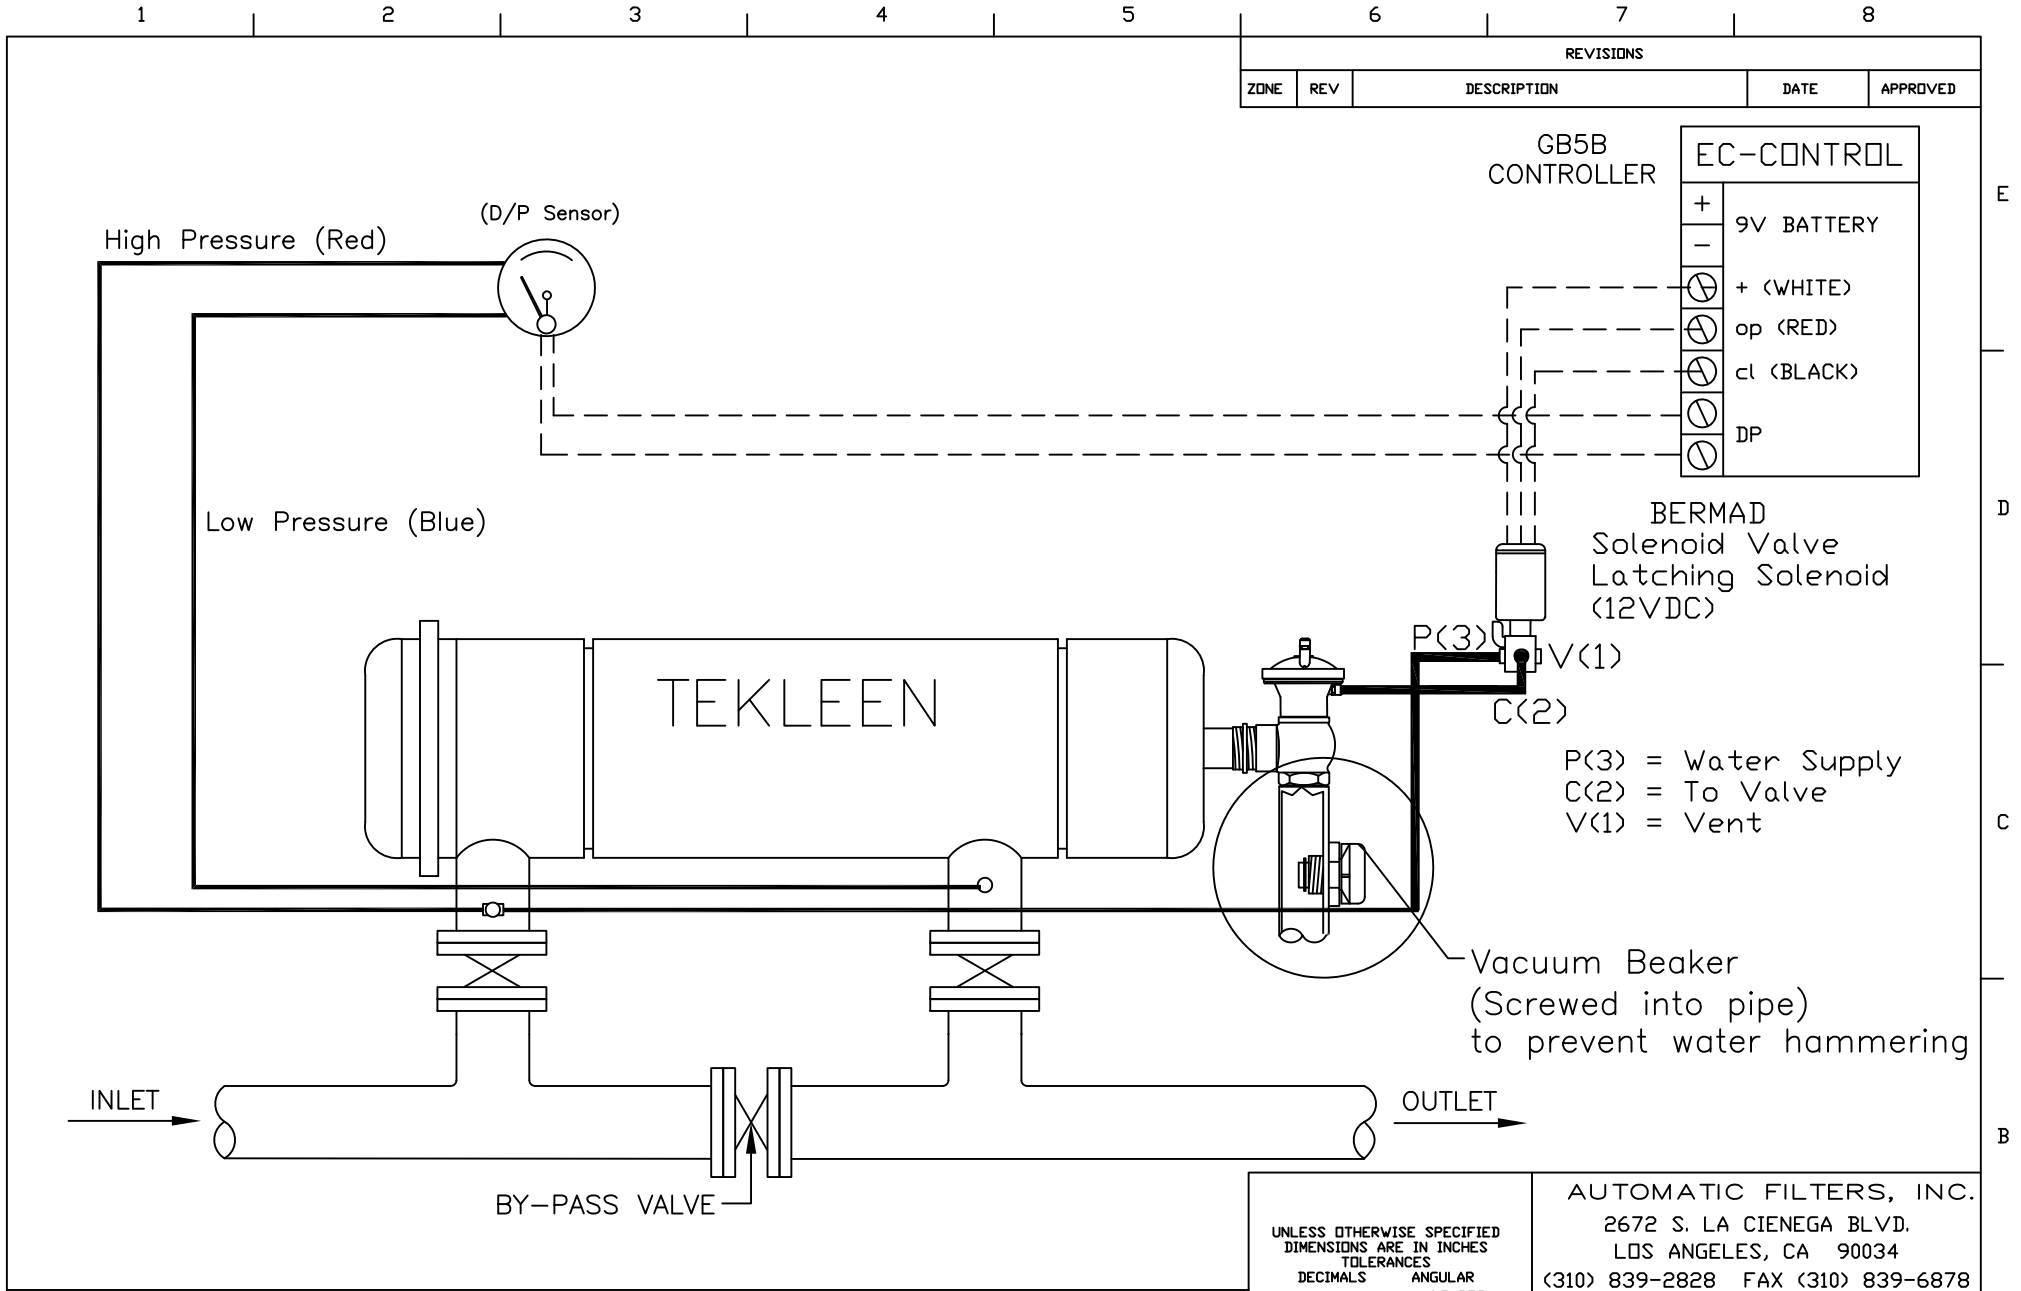 1 2 3 4 5 6 7 8
REVISIONS
ZONE REV DESCRIPTION DATE APPROVED
GB5B
CONTROLLER
EC-CONTROL
+
9V BATTERY
-
+ (WHITE)
op (RED)
cl (BLACK)
DP
E
D
C
B
(D/P Sensor)
High Pressure (Red)
Low Pressure (Blue)
BERMAD
Solenoid Valve
Latching Solenoid
(12VDC)
P(3)
V(1)
C(2)
TEKLEEN
P(3) = Water Supply
C(2) = To Valve
V(1) = Vent
Vacuum Beaker
(Screwed into pipe)
to prevent water hammering
INLET
OUTLET
BY-PASS VALVE
UNLESS OTHERWISE SPECIFIED
DIMENSIONS ARE IN INCHES
TOLERANCES
DECIMALS ANGULAR
AUTOMATIC FILTERS, INC.
2672 S. LA CIENEGA BLVD.
LOS ANGELES, CA 90034
(310) 839-2828 FAX (310) 839-6878